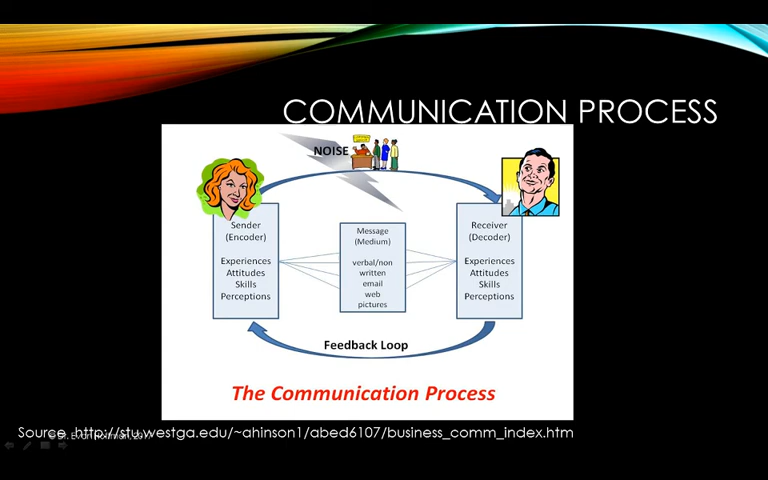 COMMUNICATION PROCESS
NOISE
Sender
(Encoder)
Experiences
Attitudes
Skills
Perceptions
Message
(Medium)
verbal/non
written
email
web
pictures
Receiver
(Decoder)
Experiences
Attitudes
Skills
Perceptions
Feedback Loop
The Communication Process
Source http://stu.westga.edu/~ahinson1/abed6107/business_comm_index.htm